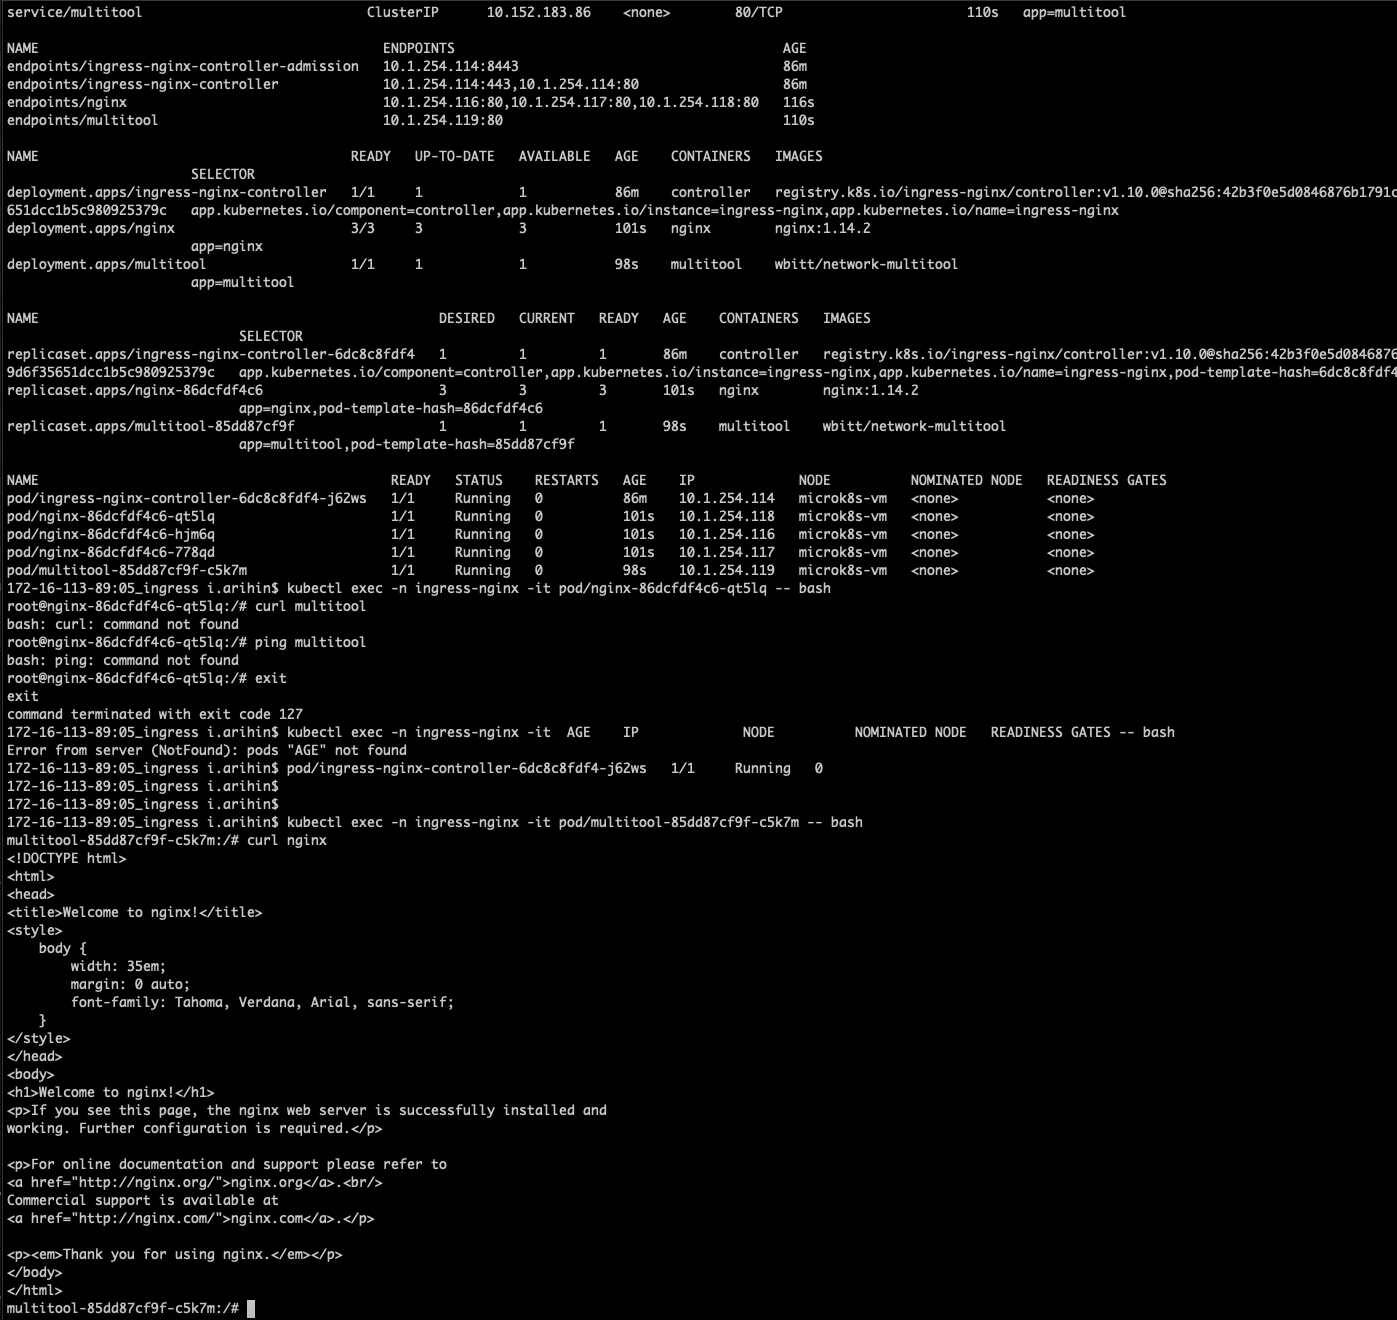 service/multitool                            ClusterIP      10.152.183.86    <none>        80/TCP                       110s   app=multitool
NAME                                           ENDPOINTS                                         AGE
endpoints/ingress-nginx-controller-admission   10.1.254.114:8443                                 86m
endpoints/ingress-nginx-controller             10.1.254.114:443,10.1.254.114:80                  86m
endpoints/nginx                                10.1.254.116:80,10.1.254.117:80,10.1.254.118:80   116s
endpoints/multitool                            10.1.254.119:80                                   110s
NAME                                       READY   UP-TO-DATE   AVAILABLE   AGE    CONTAINERS   IMAGES
                       SELECTOR
deployment.apps/ingress-nginx-controller   1/1     1            1           86m    controller   registry.k8s.io/ingress-nginx/controller:v1.10.0@sha256:42b3f0e5d0846876b1791c
651dcc1b5c980925379c   app.kubernetes.io/component=controller,app.kubernetes.io/instance=ingress-nginx,app.kubernetes.io/name=ingress-nginx
deployment.apps/nginx                      3/3     3            3           101s   nginx        nginx:1.14.2
                       app=nginx
deployment.apps/multitool                  1/1     1            1           98s    multitool    wbitt/network-multitool
                       app=multitool
NAME                                                  DESIRED   CURRENT   READY   AGE    CONTAINERS   IMAGES
                             SELECTOR
replicaset.apps/ingress-nginx-controller-6dc8c8fdf4   1         1         1       86m    controller   registry.k8s.io/ingress-nginx/controller:v1.10.0@sha256:42b3f0e5d0846876
9d6f35651dcc1b5c980925379c   app.kubernetes.io/component=controller,app.kubernetes.io/instance=ingress-nginx,app.kubernetes.io/name=ingress-nginx,pod-template-hash=6dc8c8fdf4
replicaset.apps/nginx-86dcfdf4c6                      3         3         3       101s   nginx        nginx:1.14.2
                             app=nginx,pod-template-hash=86dcfdf4c6
replicaset.apps/multitool-85dd87cf9f                  1         1         1       98s    multitool    wbitt/network-multitool
                             app=multitool,pod-template-hash=85dd87cf9f
NAME                                            READY   STATUS    RESTARTS   AGE    IP             NODE          NOMINATED NODE   READINESS GATES
pod/ingress-nginx-controller-6dc8c8fdf4-j62ws   1/1     Running   0          86m    10.1.254.114   microk8s-vm   <none>           <none>
pod/nginx-86dcfdf4c6-qt5lq                      1/1     Running   0          101s   10.1.254.118   microk8s-vm   <none>           <none>
pod/nginx-86dcfdf4c6-hjm6q                      1/1     Running   0          101s   10.1.254.116   microk8s-vm   <none>           <none>
pod/nginx-86dcfdf4c6-778qd                      1/1     Running   0          101s   10.1.254.117   microk8s-vm   <none>           <none>
pod/multitool-85dd87cf9f-c5k7m                  1/1     Running   0          98s    10.1.254.119   microk8s-vm   <none>           <none>
172-16-113-89:05_ingress i.arihin$ kubectl exec -n ingress-nginx -it pod/nginx-86dcfdf4c6-qt5lq -- bash
root@nginx-86dcfdf4c6-qt5lq:/# curl multitool
bash: curl: command not found
root@nginx-86dcfdf4c6-qt5lq:/# ping multitool
bash: ping: command not found
root@nginx-86dcfdf4c6-qt5lq:/# exit
exit
command terminated with exit code 127
172-16-113-89:05_ingress i.arihin$ kubectl exec -n ingress-nginx -it  AGE    IP             NODE          NOMINATED NODE   READINESS GATES -- bash
Error from server (NotFound): pods "AGE" not found
172-16-113-89:05_ingress i.arihin$ pod/ingress-nginx-controller-6dc8c8fdf4-j62ws   1/1     Running   0
172-16-113-89:05_ingress i.arihin$
172-16-113-89:05_ingress i.arihin$
172-16-113-89:05_ingress i.arihin$ kubectl exec -n ingress-nginx -it pod/multitool-85dd87cf9f-c5k7m -- bash
multitool-85dd87cf9f-c5k7m:/# curl nginx
<!DOCTYPE html>
<html>
<head>
<title>Welcome to nginx!</title>
<style>
    body {
        width: 35em;
        margin: 0 auto;
        font-family: Tahoma, Verdana, Arial, sans-serif;
    }
</style>
</head>
<body>
<h1>Welcome to nginx!</h1>
<p>If you see this page, the nginx web server is successfully installed and
working. Further configuration is required.</p>
<p>For online documentation and support please refer to
<a href="http://nginx.org/">nginx.org</a>.<br/>
Commercial support is available at
<a href="http://nginx.com/">nginx.com</a>.</p>
<p><em>Thank you for using nginx.</em></p>
</body>
</html>
multitool-85dd87cf9f-c5k7m:/#